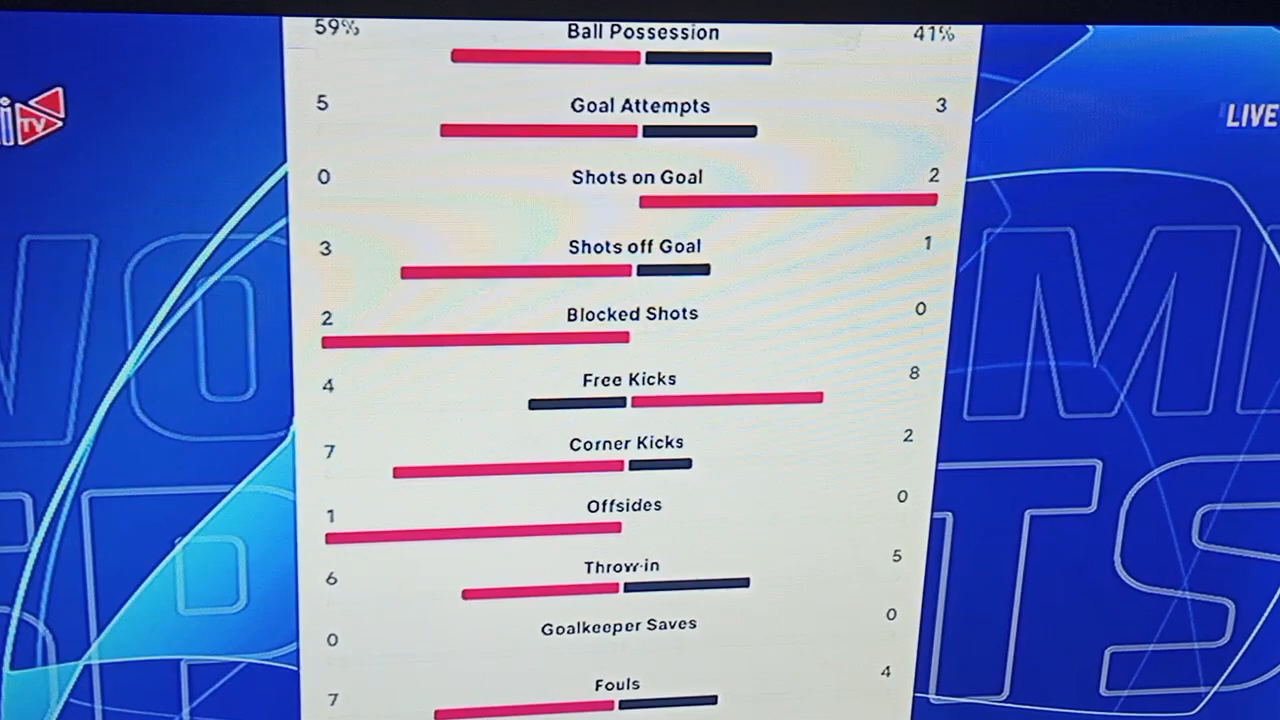 59% Ball Possession 41%
TV
LIVE
5 Goal Attempts 3
0 Shots on Goal 2
3 Shots off Goal 1
2 Blocked Shots 0
4 Free Kicks 8
7 Corner Kicks 2
1 Offsides 0
6 Throw-in 5
0 Goalkeeper Saves 0
7 Fouls 4